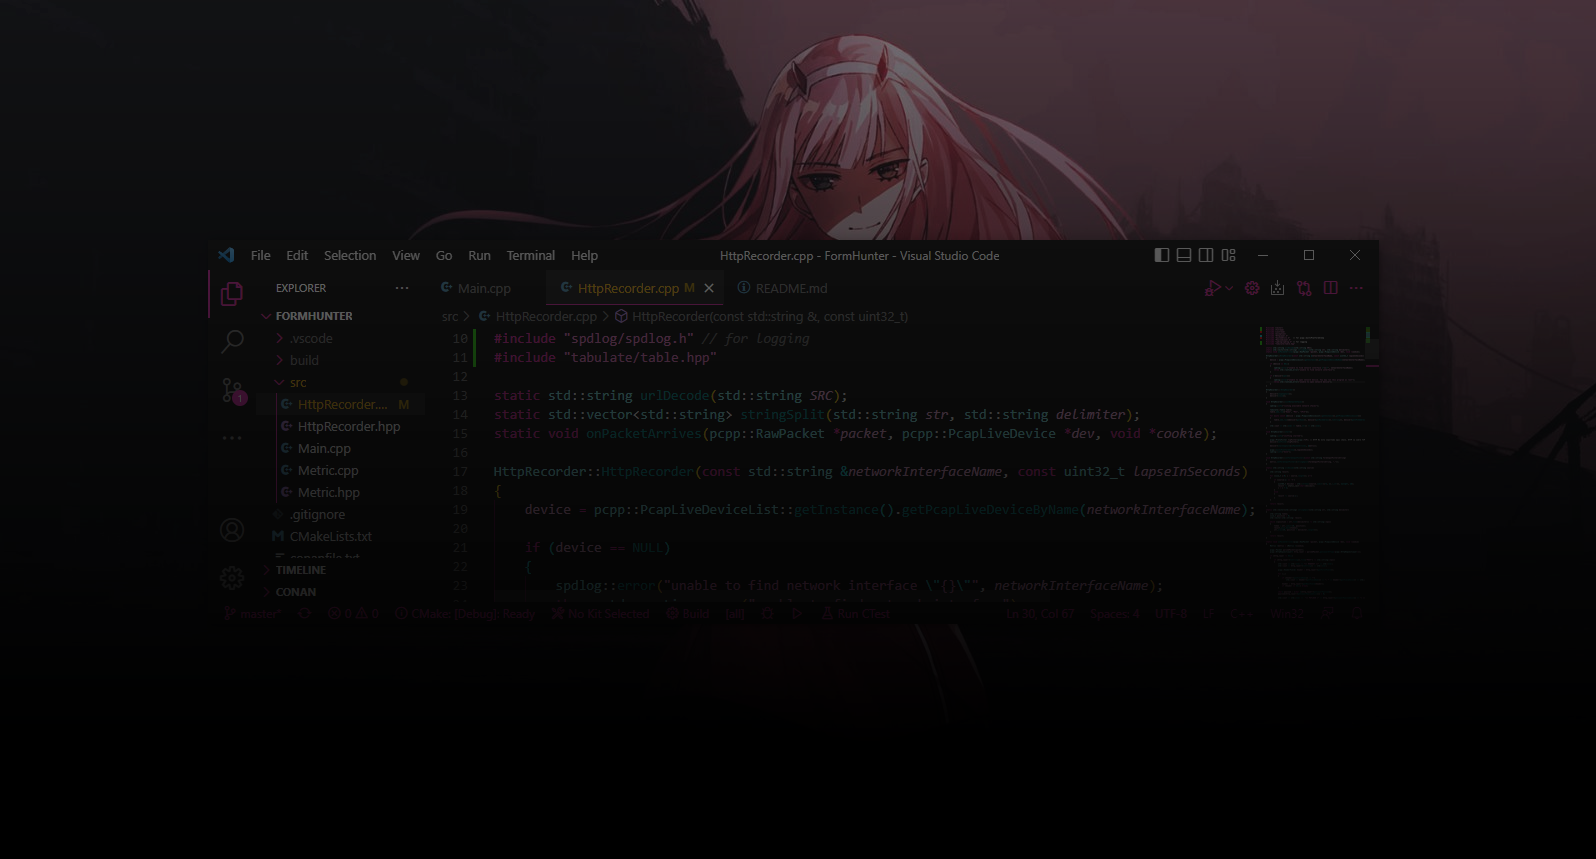 File Edit Selection View Go Run Terminal Help
HttpRecorder.cpp - FormHunter - Visual Studio Code
EXPLORER
Main.cpp
HttpRecorder.cpp M
README.md
FORMHUNTER
src > HttpRecorder.cpp > HttpRecorder(const std::string &, const uint32_t)
.vscode
build
src
HttpRecorder.... M
HttpRecorder.hpp
Main.cpp
Metric.cpp
Metric.hpp
.gitignore
CMakeLists.txt
TIMELINE
CONAN
1
10 #include "spdlog/spdlog.h" // for logging
11 #include "tabulate/table.hpp"
12
13 static std::string urlDecode(std::string SRC);
14 static std::vector<std::string> stringSplit(std::string str, std::string delimiter);
15 static void onPacketArrives(pcpp::RawPacket *packet, pcpp::PcapLiveDevice *dev, void *cookie);
16
17 HttpRecorder::HttpRecorder(const std::string &networkInterfaceName, const uint32_t lapseInSeconds)
18 {
19 device = pcpp::PcapLiveDeviceList::getInstance().getPcapLiveDeviceByName(networkInterfaceName);
20
21 if (device == NULL)
22 {
23 spdlog::error("unable to find network interface \"{}\"", networkInterfaceName);
master* 0 0 CMake: [Debug]: Ready No Kit Selected Build [all] Run CTest Ln 30, Col 67 Spaces: 4 UTF-8 LF C++ Win32